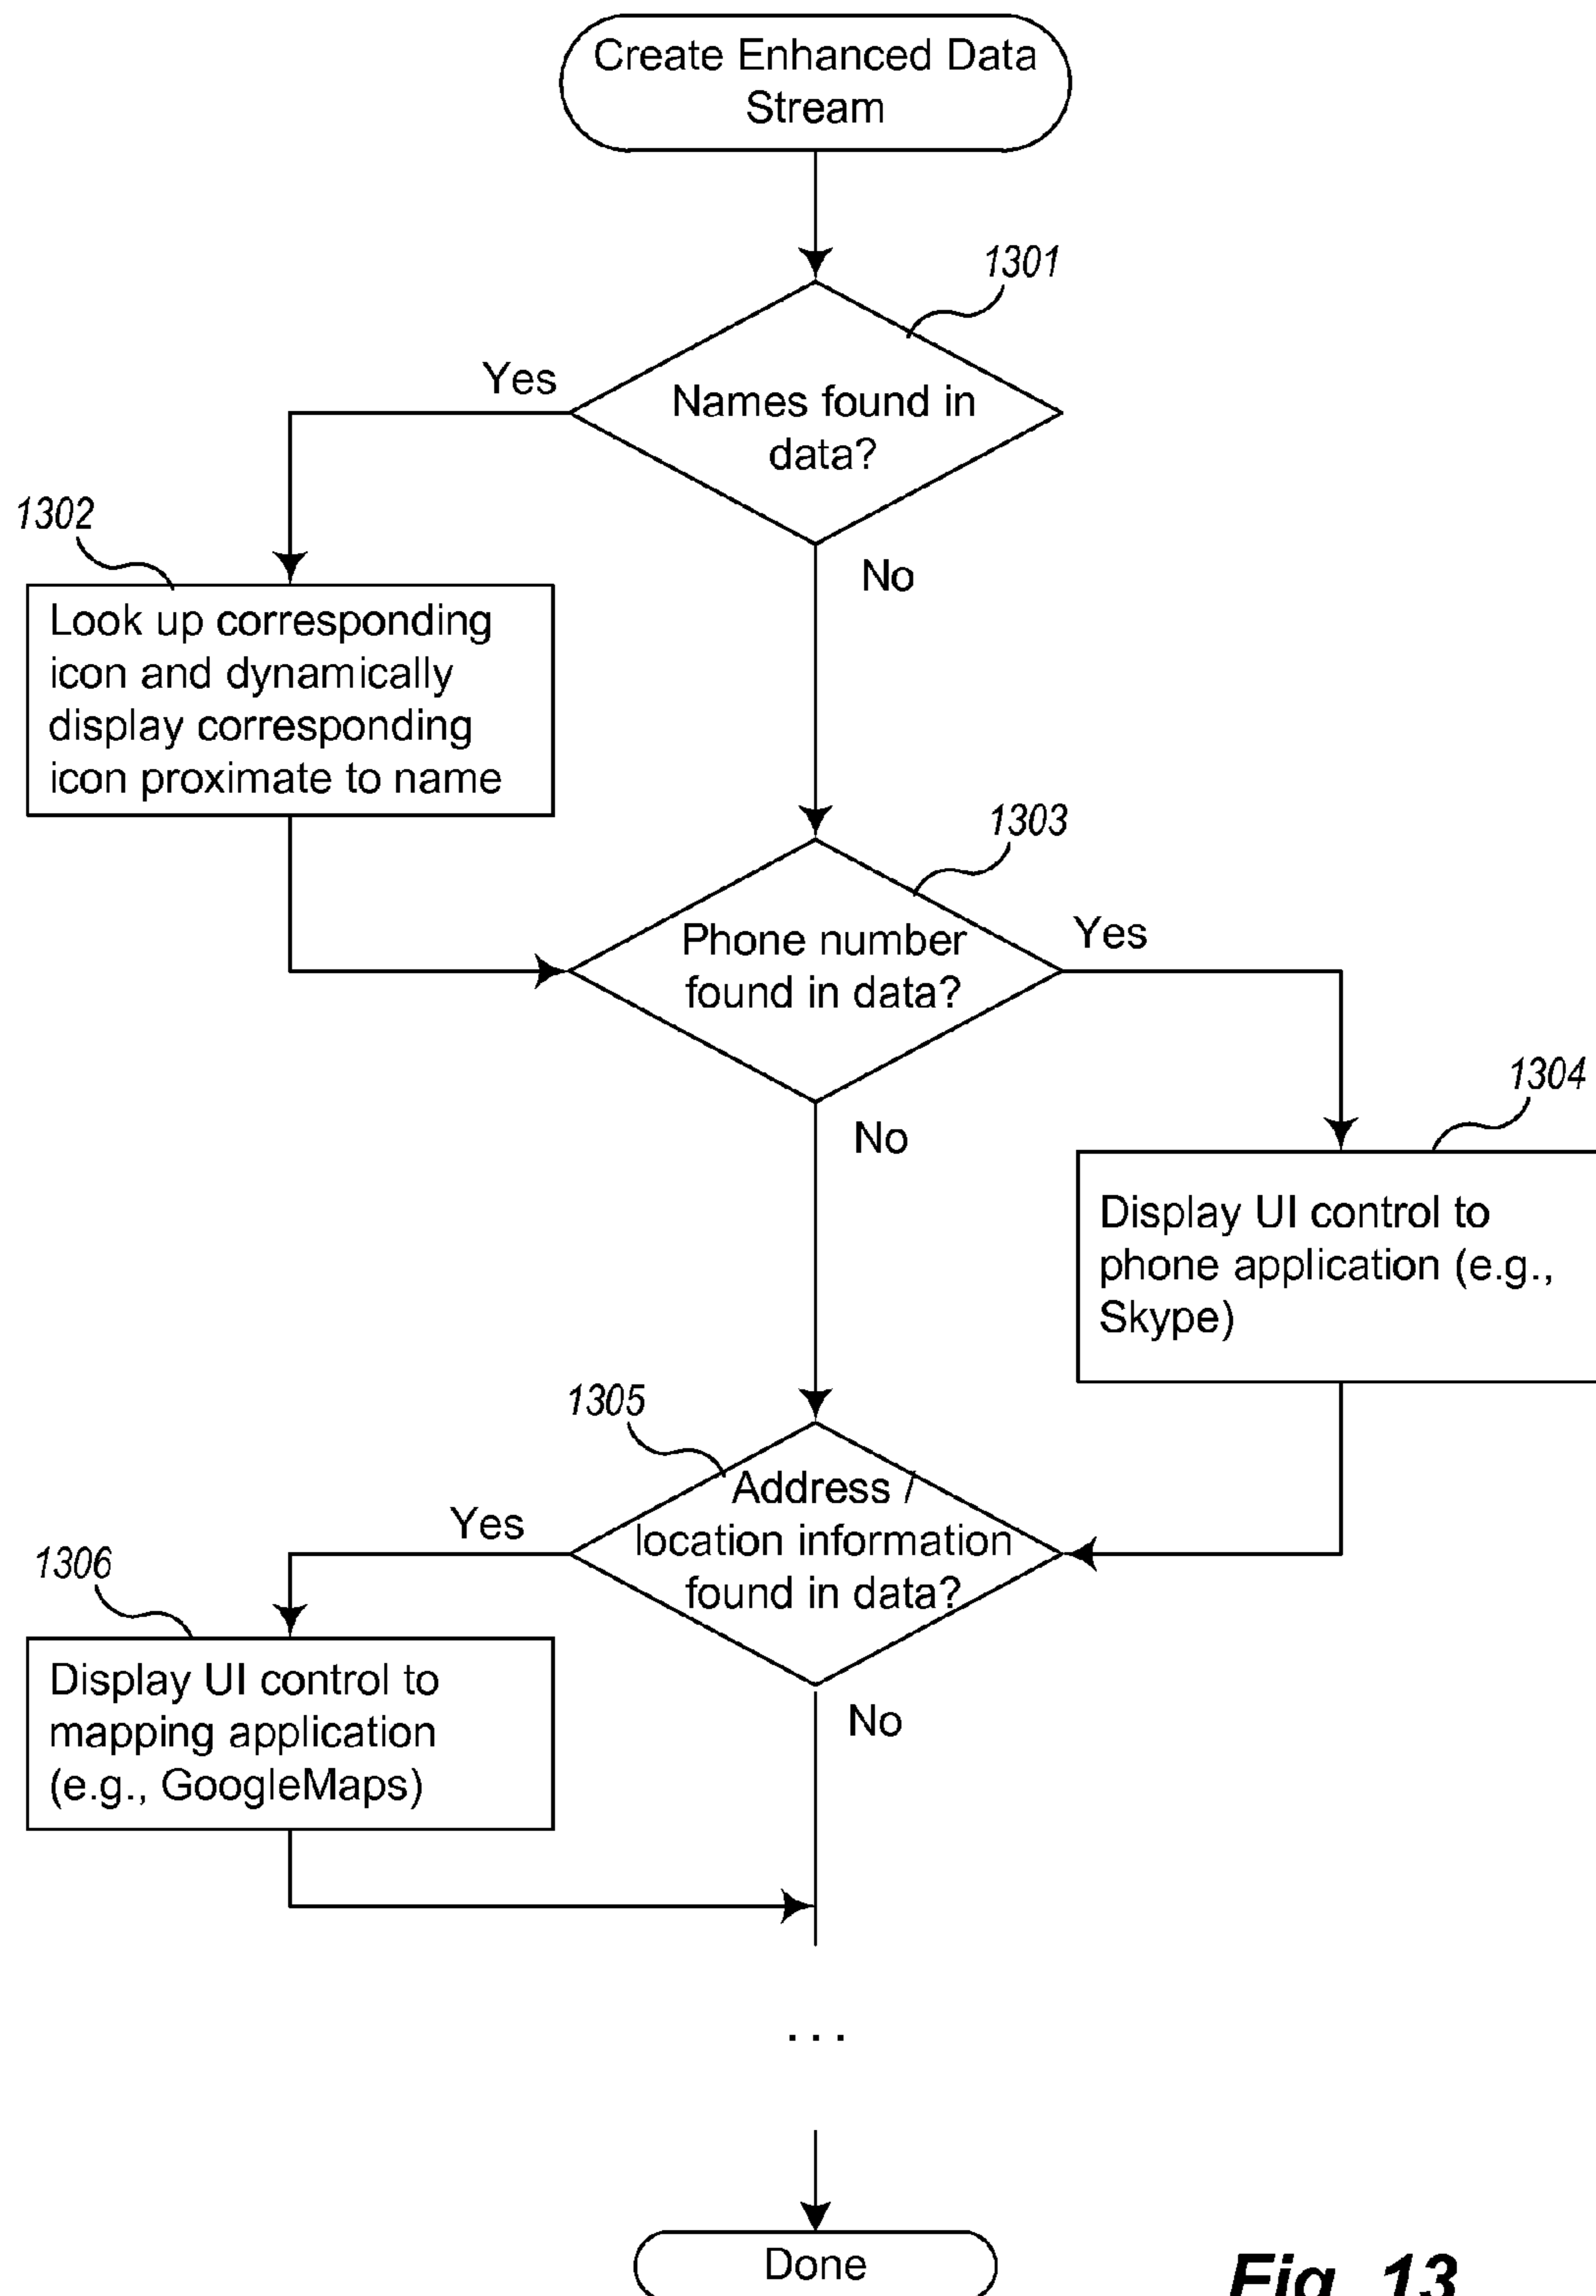 Create Enhanced Data
Stream
1301
Yes
Names found in
data?
1302
No
Look up corresponding
icon and dynamically
display corresponding
icon proximate to name
1303
Phone number
found in data?
Yes
1304
No
Display UI control to
phone application (e.g.,
Skype)
1305
Address /
location information
found in data?
Yes
1306
Display UI control to
mapping application
(e.g., GoogleMaps)
No
...
Done
Fig. 13